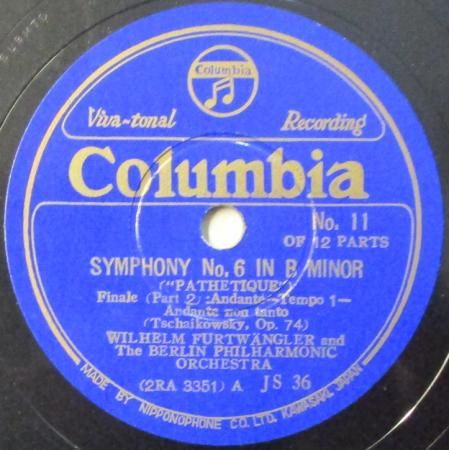 Columbia
Viva-tonal Recording
Columbia
No. 11
OF 12 PARTS
SYMPHONY No. 6 IN B MINOR
("PATHETIQUE")
Finale (Part 2) :Andante—Tempo 1—
Andante non tanto
(Tschaikowsky, Op. 74)
WILHELM FURTWÄNGLER and
The BERLIN PHILHARMONIC
ORCHESTRA
(2RA 3351) A JS 36
MADE BY NIPPONOPHONE CO. LTD. KAWASAKI, JAPAN